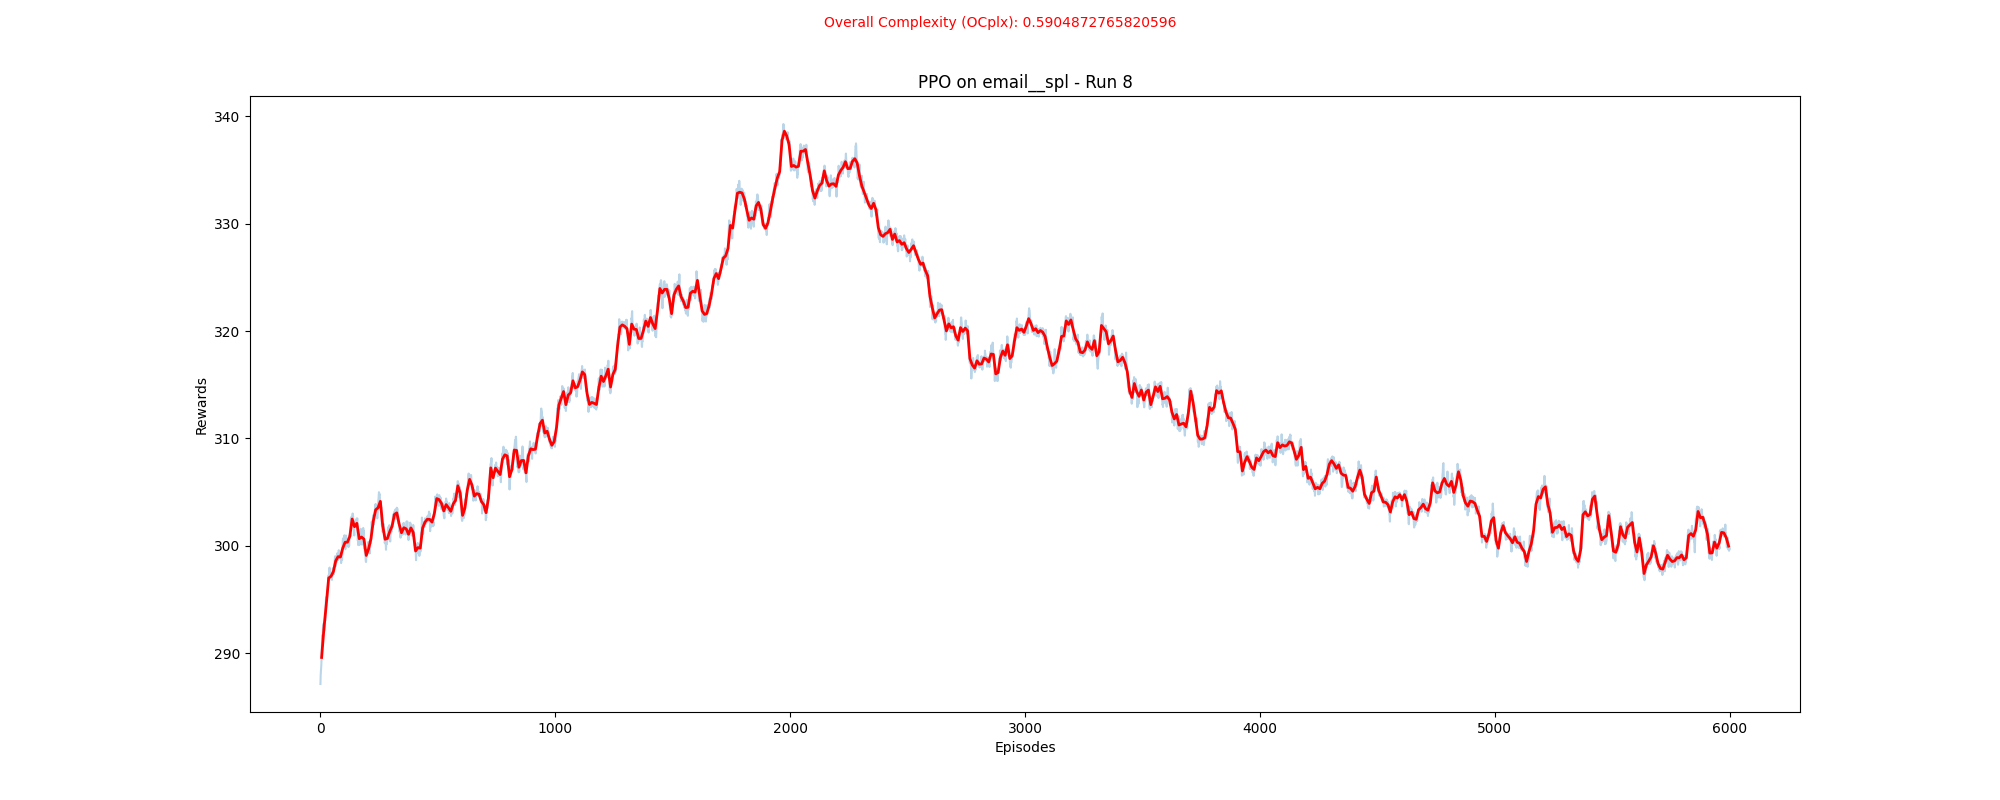 Overall Complexity (OCplx): 0.5904872765820596
PPO on email__spl - Run 8
340
330
320
310
300
290
Rewards
0 1000 2000 3000 4000 5000 6000
Episodes